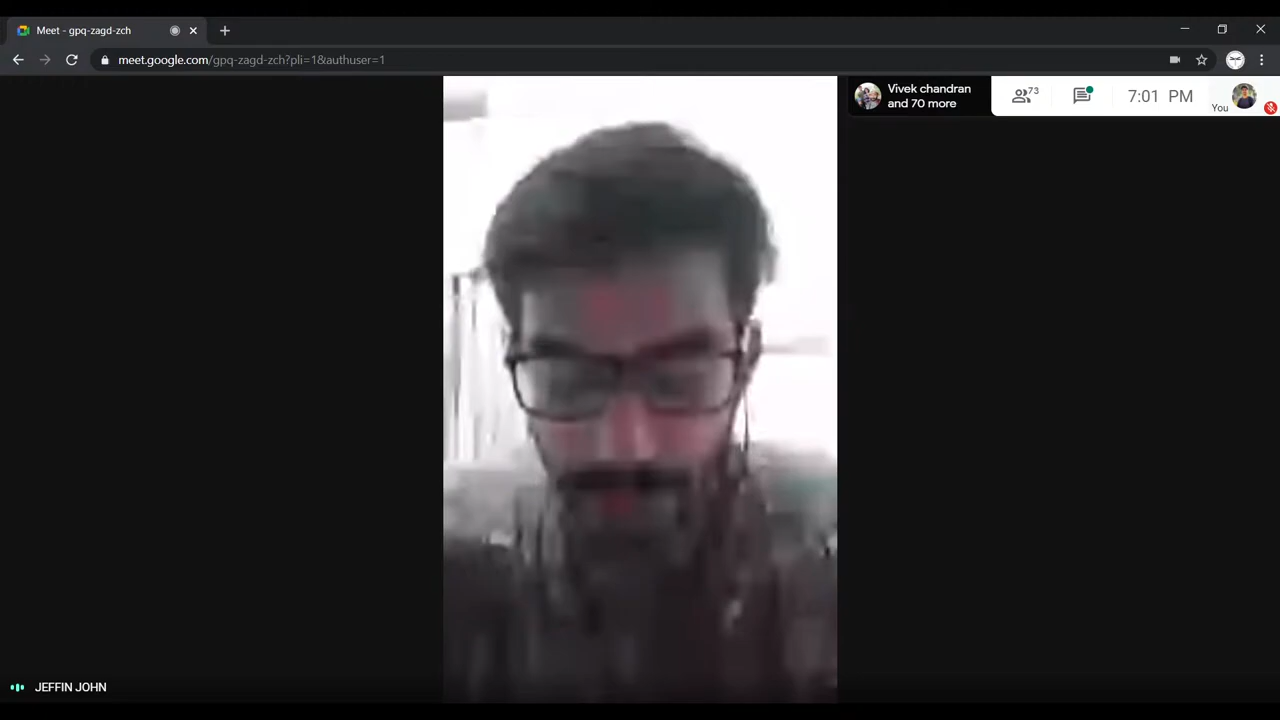 Meet - gpq-zagd-zch
meet.google.com/gpq-zagd-zch?pli=1&authuser=1
Vivek chandran
and 70 more
73
7:01 PM
You
JEFFIN JOHN